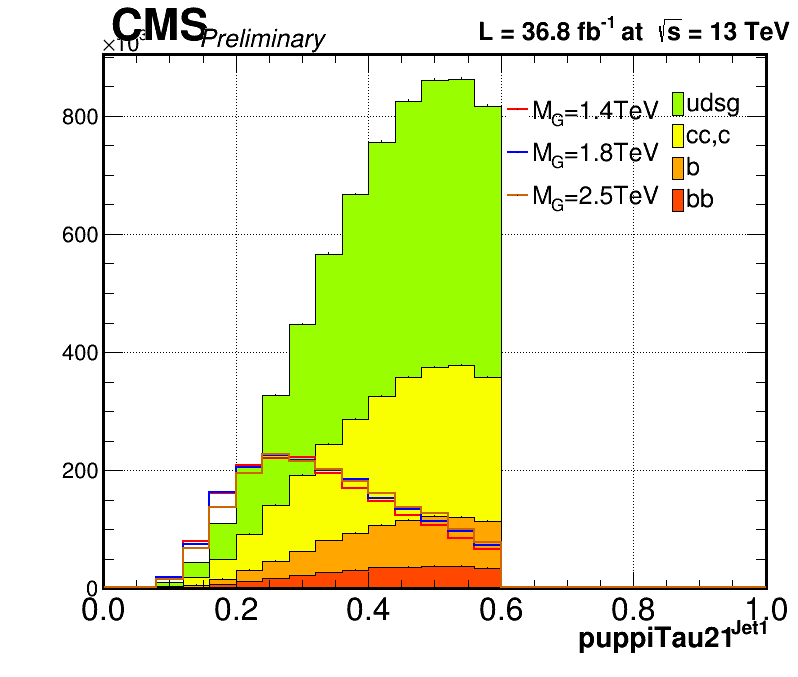 CMS Preliminary L = 36.8 fb⁻¹ at √s = 13 TeV
×10³
M_G=1.4TeV udsg
M_G=1.8TeV cc,c
M_G=2.5TeV b
bb
800
600
400
200
0
0.0 0.2 0.4 0.6 0.8 1.0
puppiTau21^Jet1